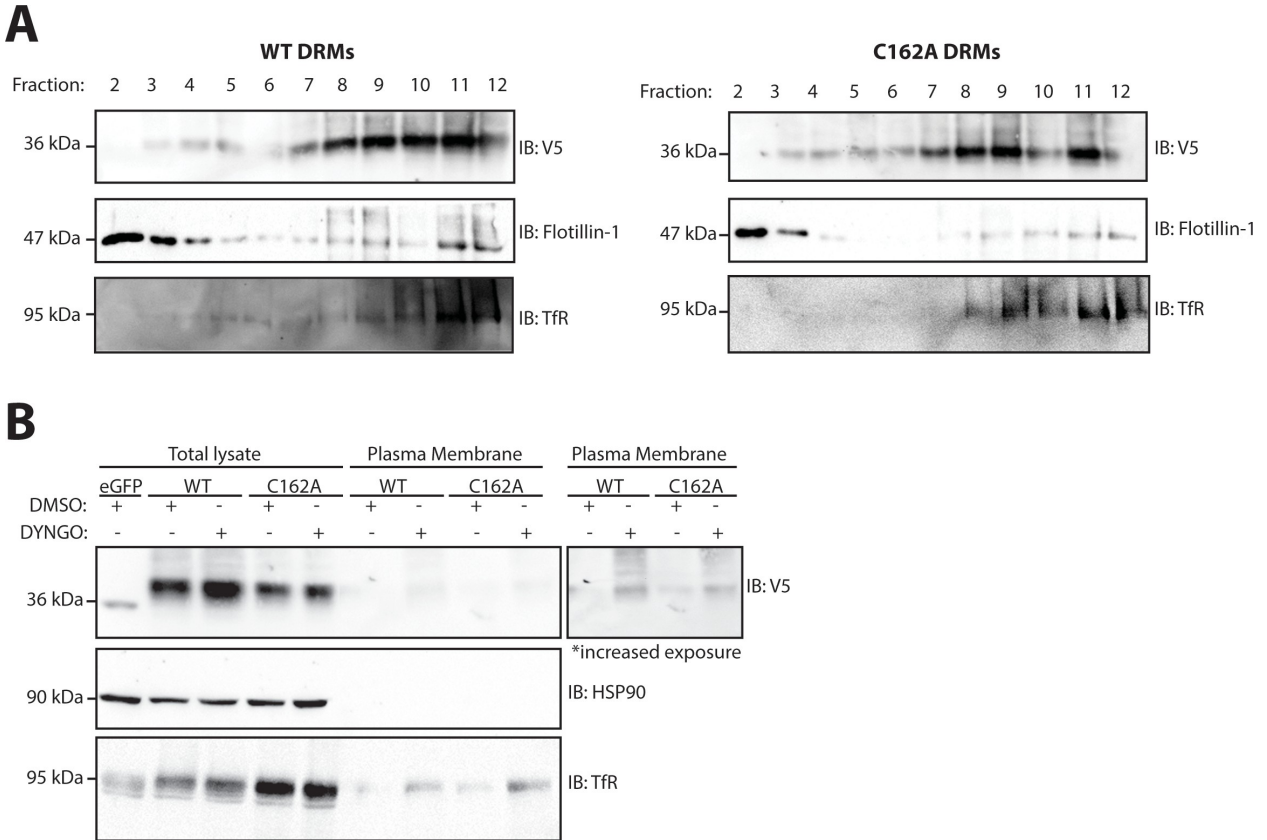 A
WT DRMs
Fraction: 2 3 4 5 6 7 8 9 10 11 12
36 kDa IB: V5
47 kDa IB: Flotillin-1
95 kDa IB: TfR
C162A DRMs
Fraction: 2 3 4 5 6 7 8 9 10 11 12
36 kDa IB: V5
47 kDa IB: Flotillin-1
95 kDa IB: TfR
B
Total lysate Plasma Membrane Plasma Membrane
eGFP WT C162A WT C162A WT C162A
DMSO: + + - + - + - + - + - + -
DYNGO: - - + - + - + - + - + - +
36 kDa IB: V5
*increased exposure
90 kDa IB: HSP90
95 kDa IB: TfR